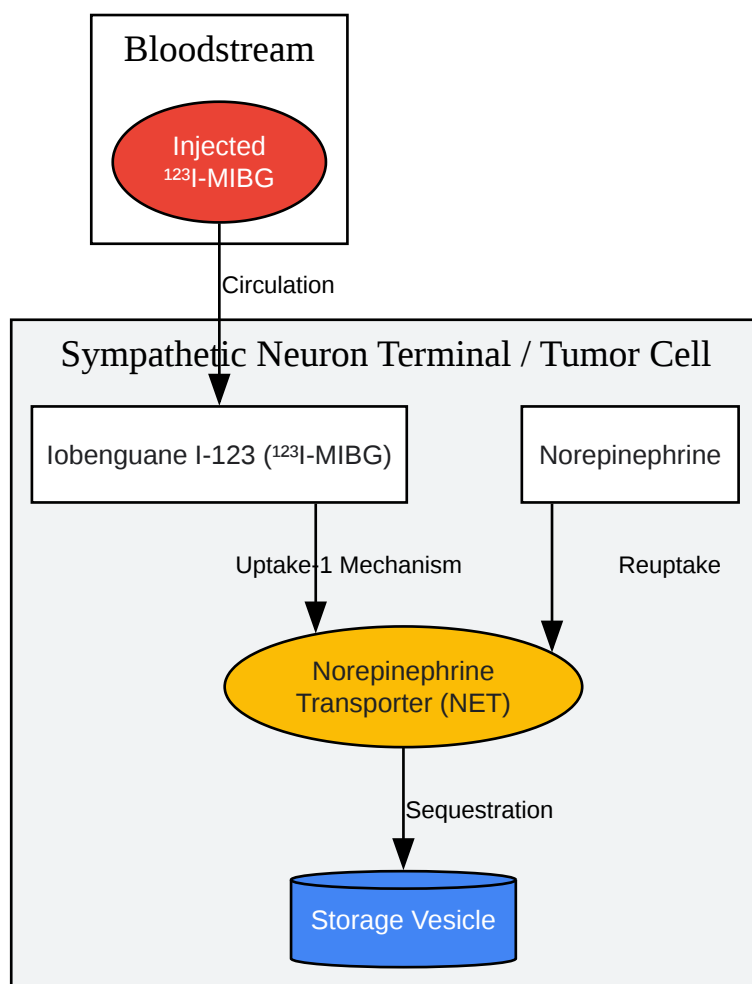 Bloodstream
Injected
¹²³I-MIBG
Circulation
Sympathetic Neuron Terminal / Tumor Cell
Iobenguane I-123 (¹²³I-MIBG)
Norepinephrine
Uptake-1 Mechanism
Reuptake
Norepinephrine
Transporter (NET)
Sequestration
Storage Vesicle